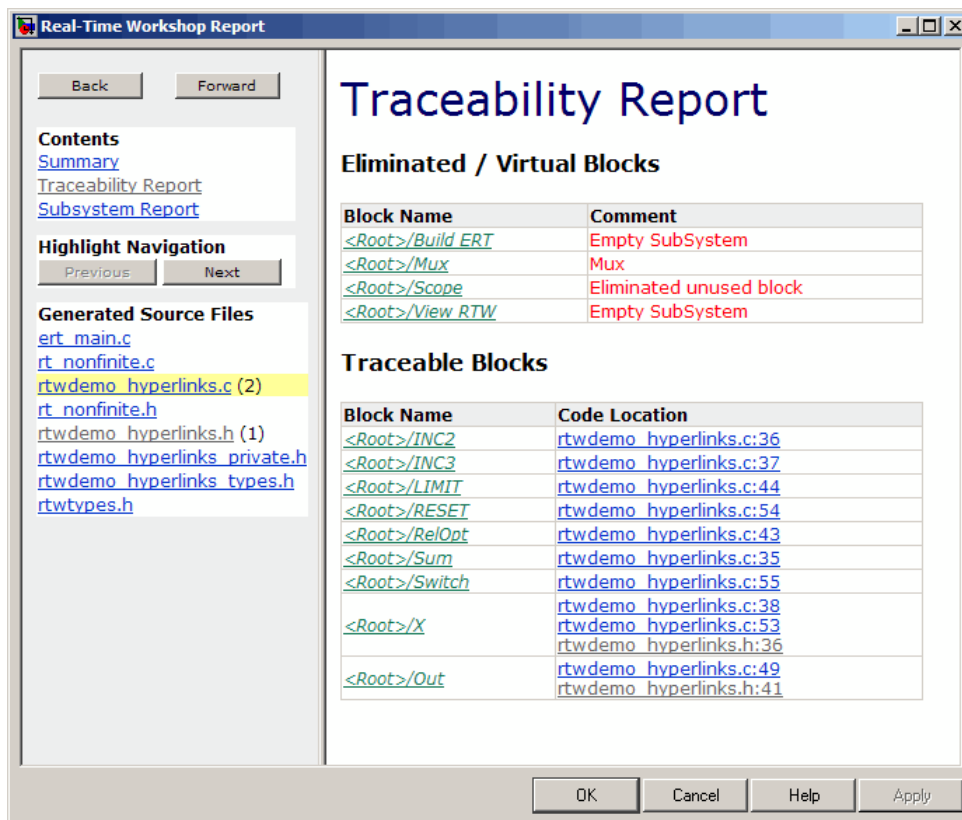 Real-Time Workshop Report
Back Forward
Contents
Summary
Traceability Report
Subsystem Report
Highlight Navigation
Previous Next
Generated Source Files
ert_main.c
rt_nonfinite.c
rtwdemo_hyperlinks.c (2)
rt_nonfinite.h
rtwdemo_hyperlinks.h (1)
rtwdemo_hyperlinks_private.h
rtwdemo_hyperlinks_types.h
rtwtypes.h
Traceability Report
Eliminated / Virtual Blocks
Block Name Comment
<Root>/Build ERT Empty SubSystem
<Root>/Mux Mux
<Root>/Scope Eliminated unused block
<Root>/View RTW Empty SubSystem
Traceable Blocks
Block Name Code Location
<Root>/INC2 rtwdemo_hyperlinks.c:36
<Root>/INC3 rtwdemo_hyperlinks.c:37
<Root>/LIMIT rtwdemo_hyperlinks.c:44
<Root>/RESET rtwdemo_hyperlinks.c:54
<Root>/RelOpt rtwdemo_hyperlinks.c:43
<Root>/Sum rtwdemo_hyperlinks.c:35
<Root>/Switch rtwdemo_hyperlinks.c:55
rtwdemo_hyperlinks.c:38
<Root>/X rtwdemo_hyperlinks.c:53
rtwdemo_hyperlinks.h:36
<Root>/Out rtwdemo_hyperlinks.c:49
rtwdemo_hyperlinks.h:41
OK Cancel Help Apply